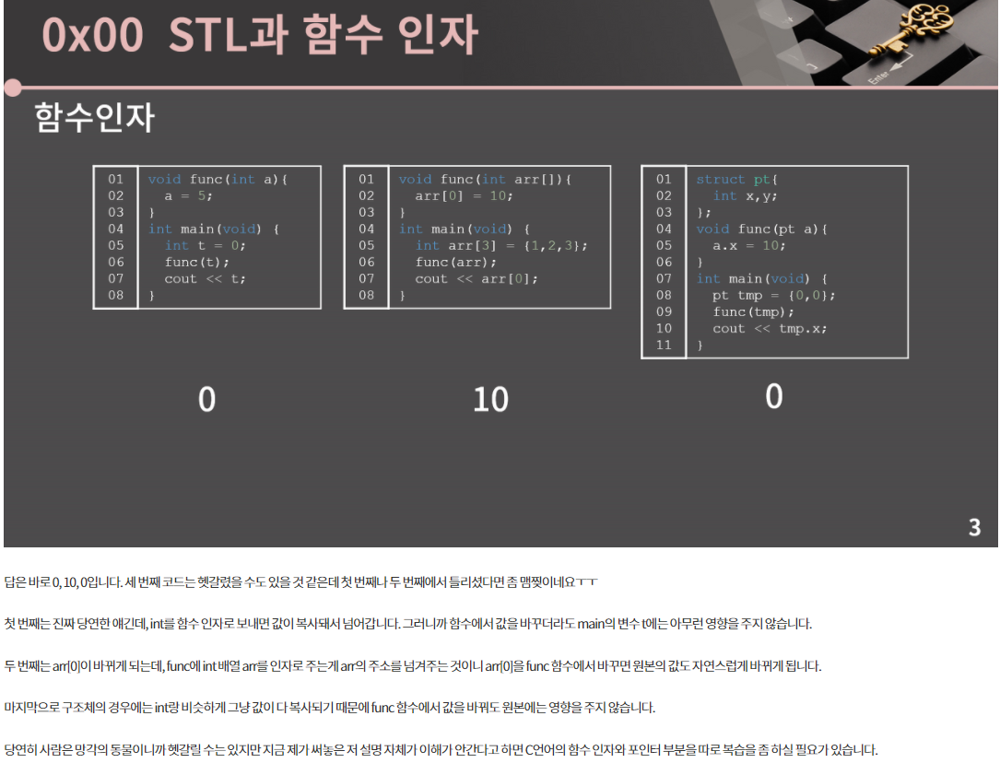 0x00 STL과 함수 인자
Enter
함수인자
01 void func(int a){
02   a = 5;
03 }
04 int main(void) {
05   int t = 0;
06   func(t);
07   cout << t;
08 }
0
01 void func(int arr[]){
02   arr[0] = 10;
03 }
04 int main(void) {
05   int arr[3] = {1,2,3};
06   func(arr);
07   cout << arr[0];
08 }
10
01 struct pt{
02   int x,y;
03 };
04 void func(pt a){
05   a.x = 10;
06 }
07 int main(void) {
08   pt tmp = {0,0};
09   func(tmp);
10   cout << tmp.x;
11 }
0
3
답은 바로 0, 10, 0입니다. 세 번째 코드는 헷갈렸을 수도 있을 것 같은데 첫 번째나 두 번째에서 틀리셨다면 좀 맴찢이네요ㅜㅜ
첫 번째는 진짜 당연한 얘긴데, int를 함수 인자로 보내면 값이 복사돼서 넘어갑니다. 그러니까 함수에서 값을 바꾸더라도 main의 변수 t에는 아무런 영향을 주지 않습니다.
두 번째는 arr[0]이 바뀌게 되는데, func에 int 배열 arr를 인자로 주는게 arr의 주소를 넘겨주는 것이니 arr[0]을 func 함수에서 바꾸면 원본의 값도 자연스럽게 바뀌게 됩니다.
마지막으로 구조체의 경우에는 int랑 비슷하게 그냥 값이 다 복사되기 때문에 func 함수에서 값을 바꿔도 원본에는 영향을 주지 않습니다.
당연히 사람은 망각의 동물이니까 헷갈릴 수는 있지만 지금 제가 써놓은 저 설명 자체가 이해가 안간다고 하면 C언어의 함수 인자와 포인터 부분을 따로 복습을 좀 하실 필요가 있습니다.